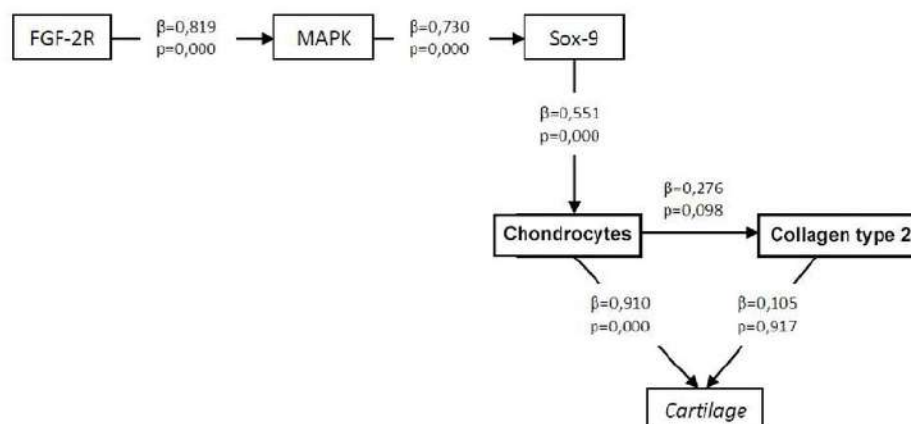 FGF-2R
β=0,819
p=0,000
MAPK
β=0,730
p=0,000
Sox-9
β=0,551
p=0,000
Chondrocytes
β=0,276
p=0,098
Collagen type 2
β=0,910
p=0,000
β=0,105
p=0,917
Cartilage